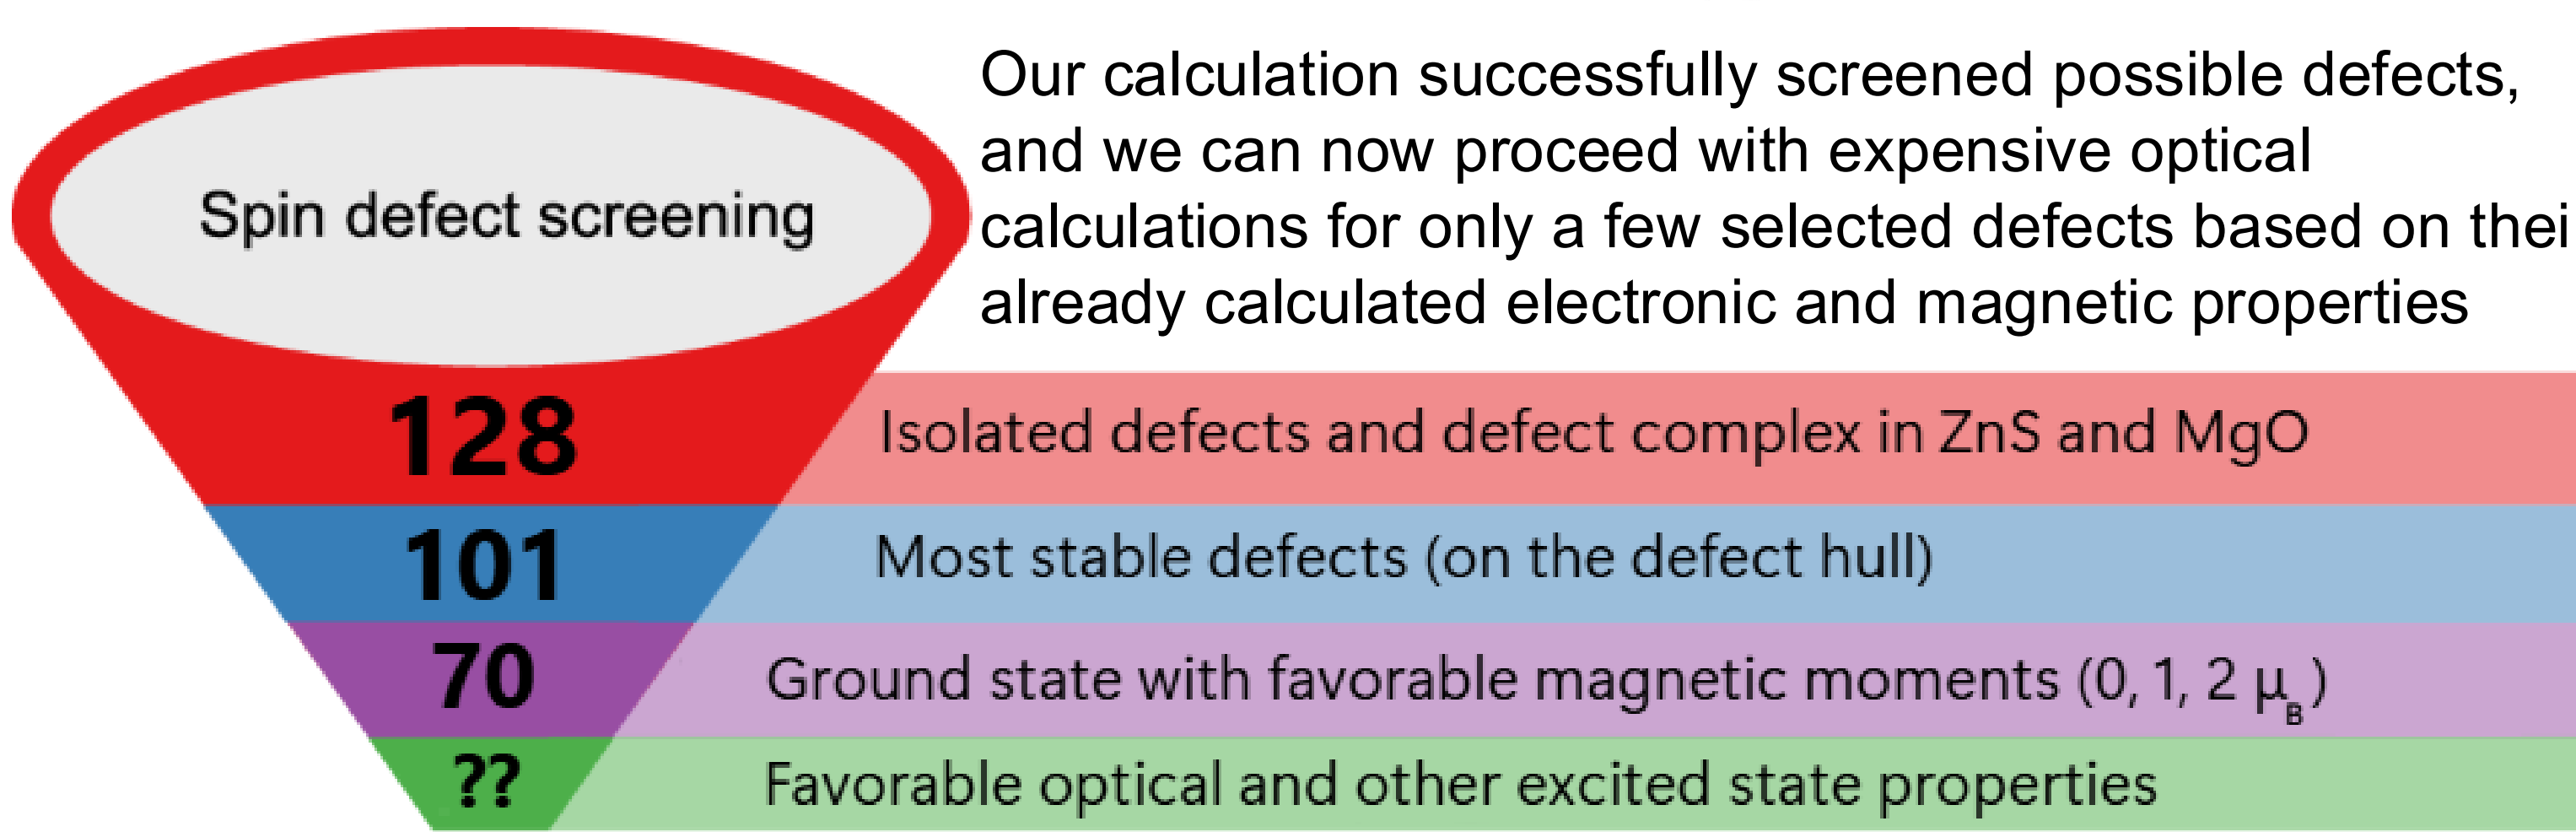 Our calculation successfully screened possible defects,
and we can now proceed with expensive optical
calculations for only a few selected defects based on thei
already calculated electronic and magnetic properties
Spin defect screening
128 Isolated defects and defect complex in ZnS and MgO
101 Most stable defects (on the defect hull)
70 Ground state with favorable magnetic moments (0, 1, 2 μB)
?? Favorable optical and other excited state properties